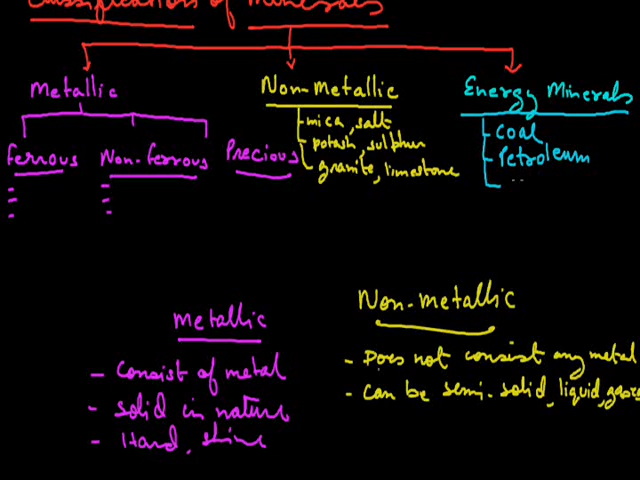 Classifications of Minerals
Metallic
Non-Metallic
Energy Minerals
Ferrous
Non-ferrous
Precious
mica, salt
potash, sulphur
granite, limestone
coal
Petroleum
Metallic
- Consist of metal
- Solid in nature
- Hard, shine
Non-metallic
- Does not consist any metal
- Can be semi-solid, liquid,